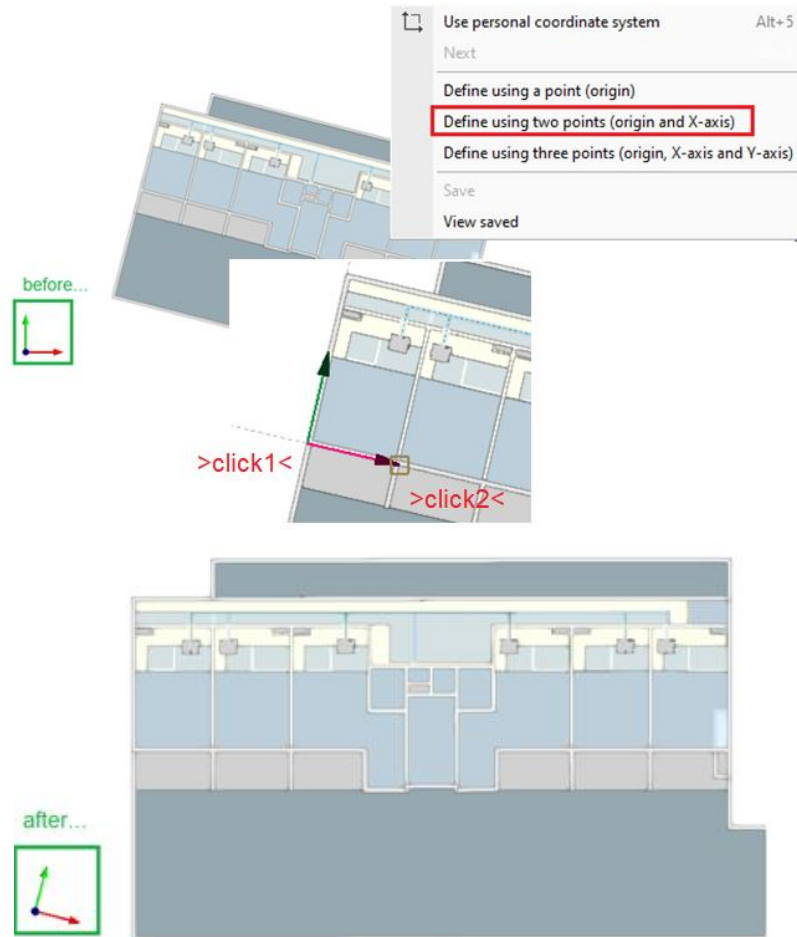 Use personal coordinate system Alt+5
Next
Define using a point (origin)
Define using two points (origin and X-axis)
Define using three points (origin, X-axis and Y-axis)
Save
View saved
before...
>click1<
>click2<
after...